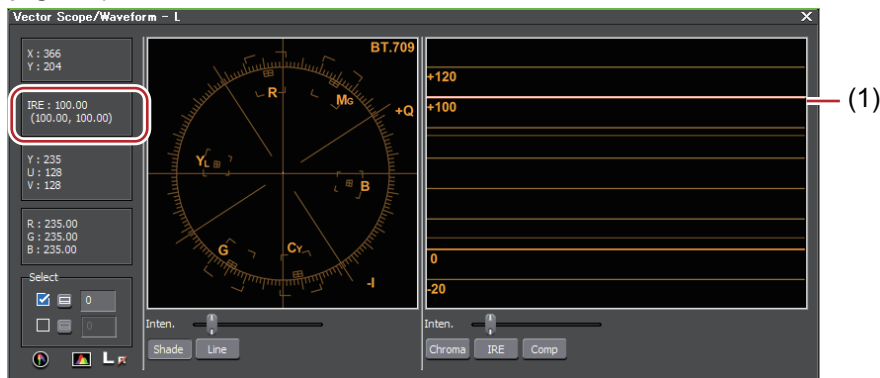 Vector Scope/Waveform - L
X
X : 366
Y : 204
IRE : 100.00
(100.00, 100.00)
Y : 235
U : 128
V : 128
R : 235.00
G : 235.00
B : 235.00
Select
0
0
L
BT.709
R
MG
+Q
YL
B
G
CY
-I
Inten.
Shade
Line
+120
+100
0
-20
Inten.
Chroma
IRE
Comp
(1)